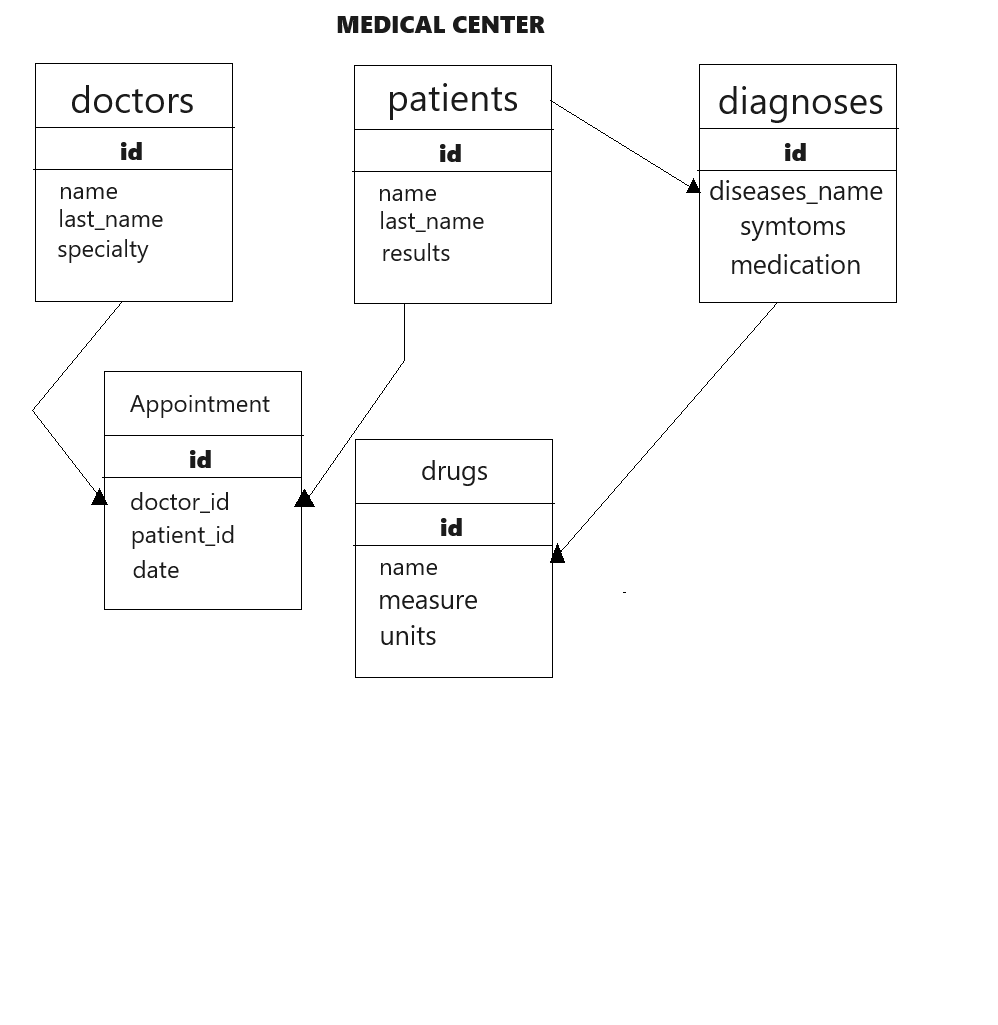 MEDICAL CENTER
doctors
id
name
last_name
specialty
patients
id
name
last_name
results
diagnoses
id
diseases_name
symtoms
medication
Appointment
id
doctor_id
patient_id
date
drugs
id
name
measure
units